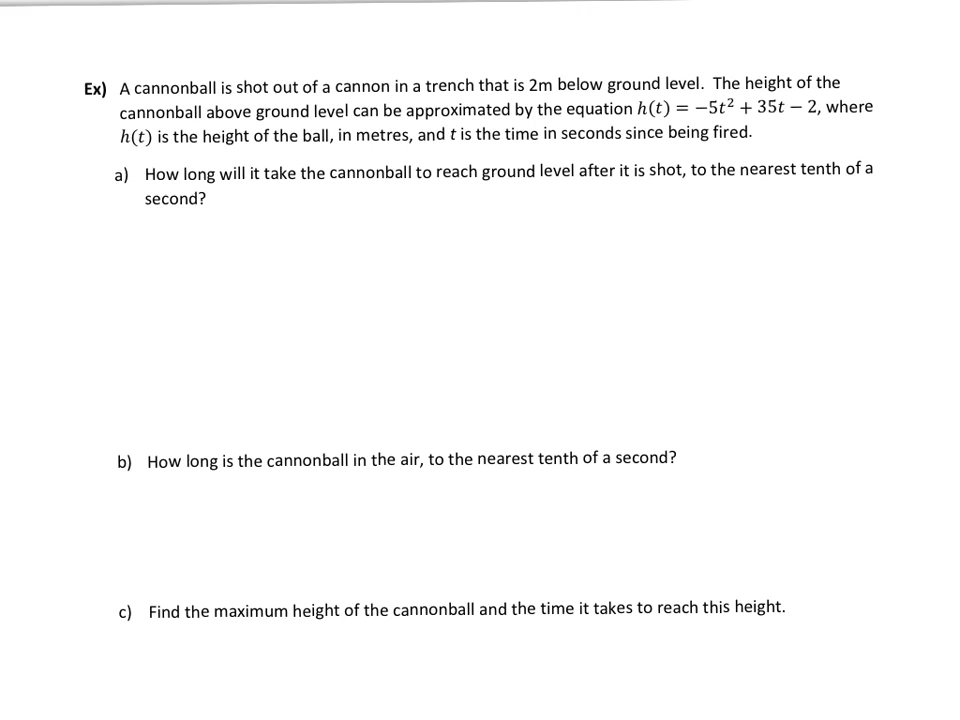 Ex) A cannonball is shot out of a cannon in a trench that is 2m below ground level. The height of the
cannonball above ground level can be approximated by the equation h(t) = −5t² + 35t − 2, where
h(t) is the height of the ball, in metres, and t is the time in seconds since being fired.
a) How long will it take the cannonball to reach ground level after it is shot, to the nearest tenth of a
second?
b) How long is the cannonball in the air, to the nearest tenth of a second?
c) Find the maximum height of the cannonball and the time it takes to reach this height.